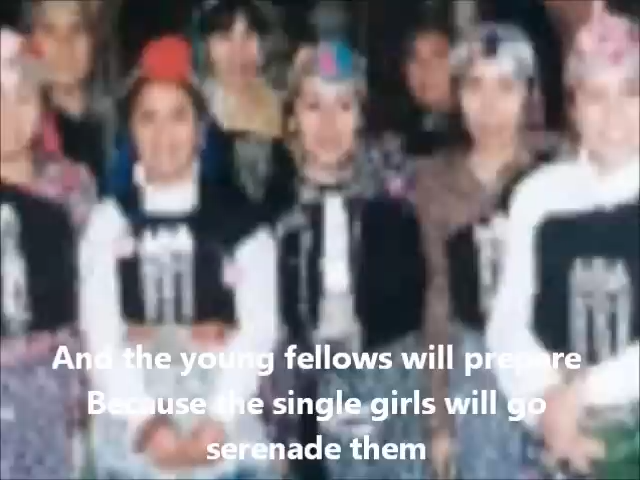 And the young fellows will prepare
Because the single girls will go
serenade them